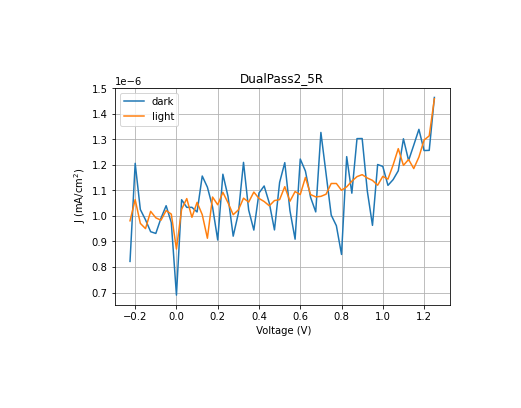 DualPass2_5R
1e−6
1.5
1.4
1.3
1.2
1.1
1.0
0.9
0.8
0.7
J (mA/cm²)
dark
light
−0.2 0.0 0.2 0.4 0.6 0.8 1.0 1.2
Voltage (V)